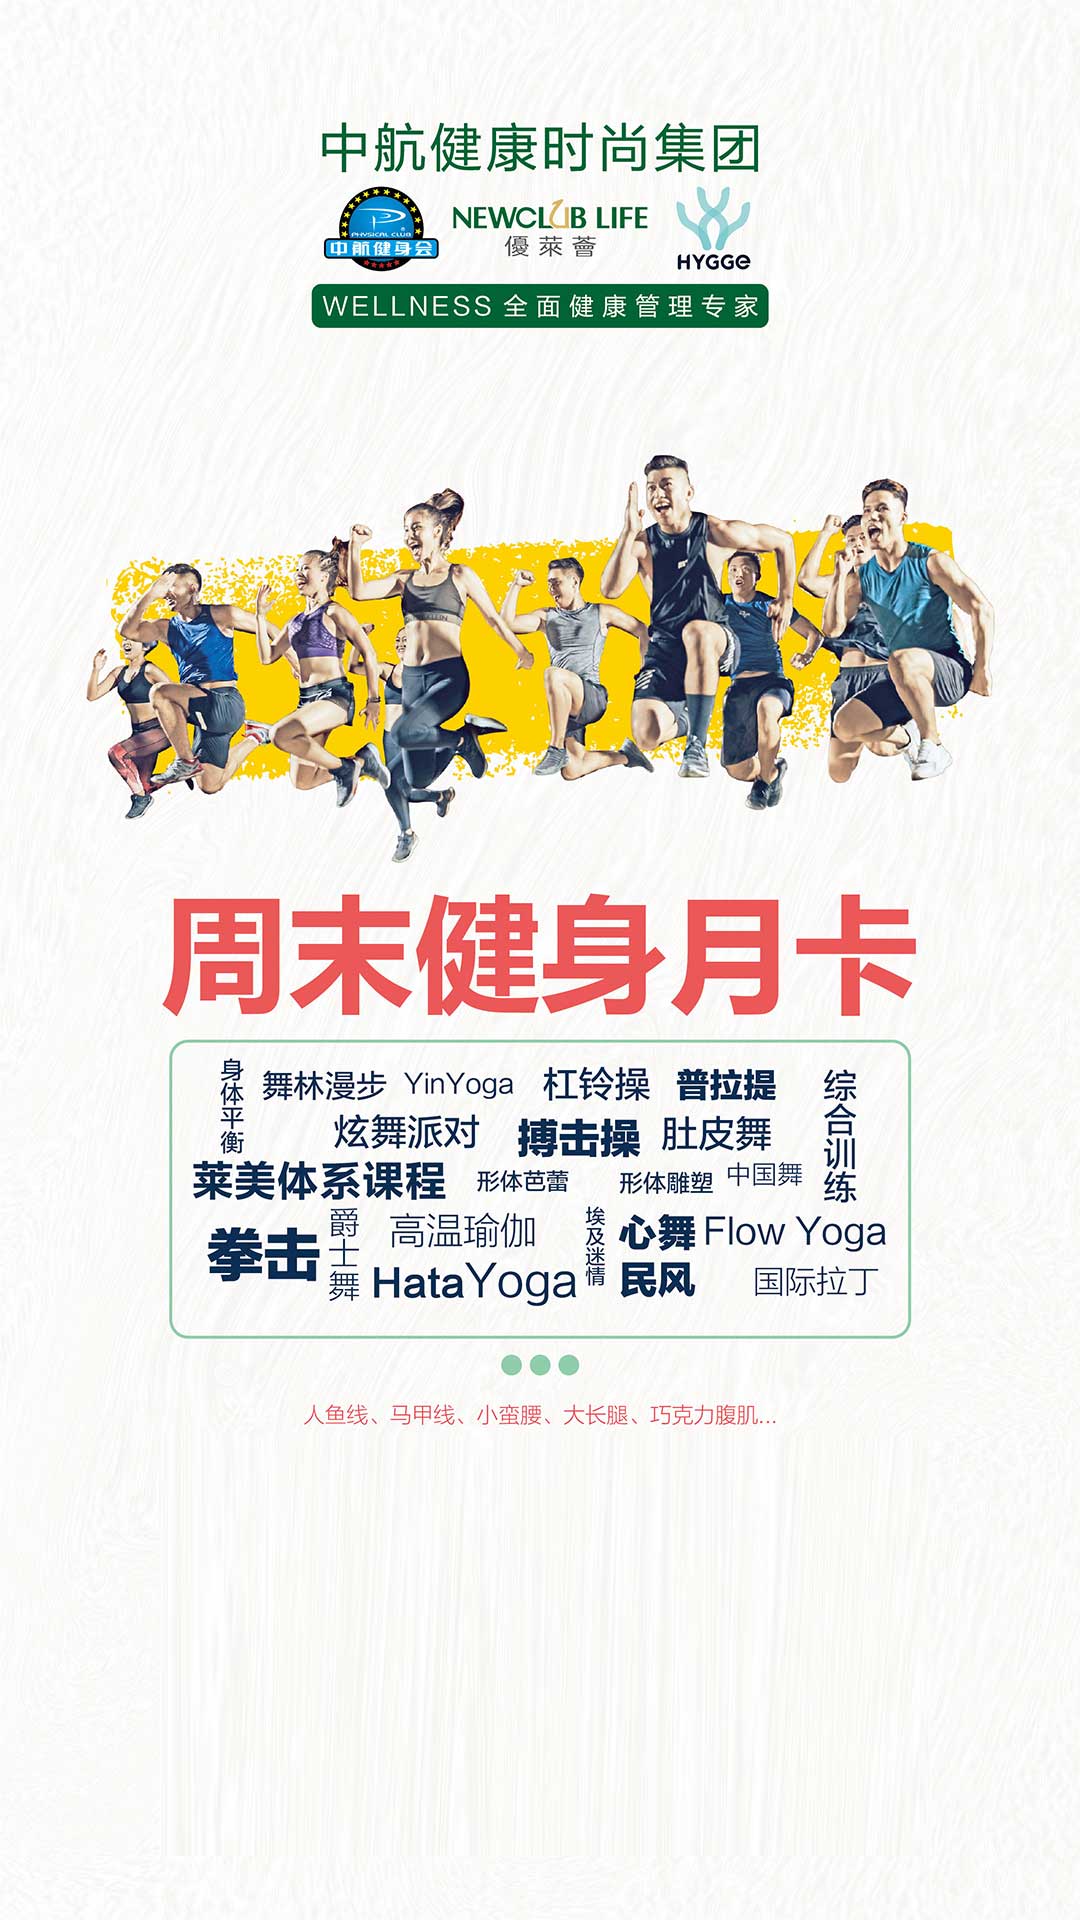 中航健康时尚集团
PHYSICAL CLUB
中航健身会
NEWCLUB LIFE
優萊薈
HYGGe
WELLNESS 全面健康管理专家
周末健身月卡
身体平衡
舞林漫步 YinYoga 杠铃操 普拉提
综合训练
炫舞派对 搏击操 肚皮舞
莱美体系课程 形体芭蕾 形体雕塑 中国舞
拳击
爵士舞
高温瑜伽
埃及迷情
心舞 Flow Yoga
HataYoga
民风 国际拉丁
人鱼线、马甲线、小蛮腰、大长腿、巧克力腹肌...